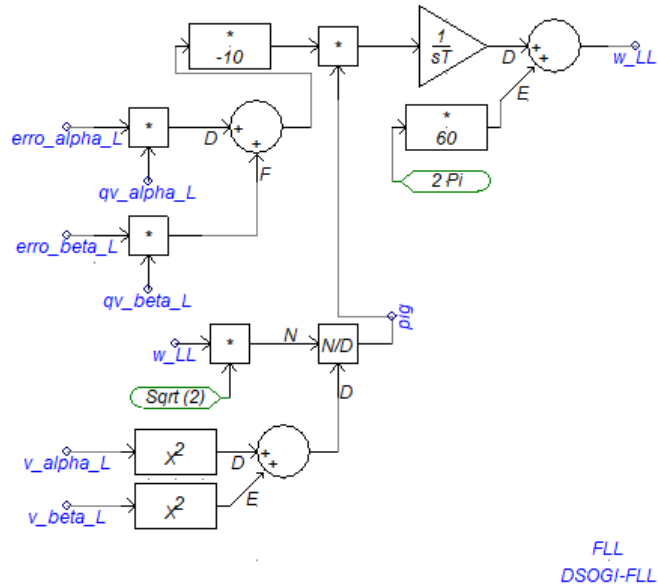 *
-10
*
1
sT
D
+
+
w_LL
E
*
60
2 Pi
erro_alpha_L
*
D
+
+
qv_alpha_L
F
erro_beta_L
*
qv_beta_L
pig
w_LL
*
N
N/D
Sqrt (2)
D
v_alpha_L
X2
D
+
+
v_beta_L
X2
E
FLL
DSOGI-FLL